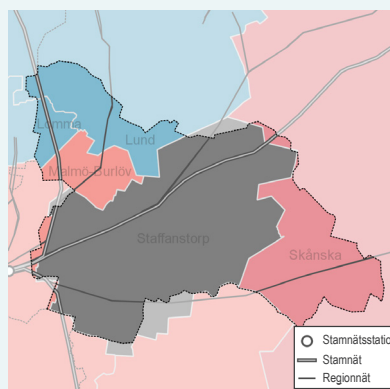 Lomma
Lund
Malmö-Burlöv
Staffanstorp
Skånska
Stamnätsstatio
Stamnät
Regionnät